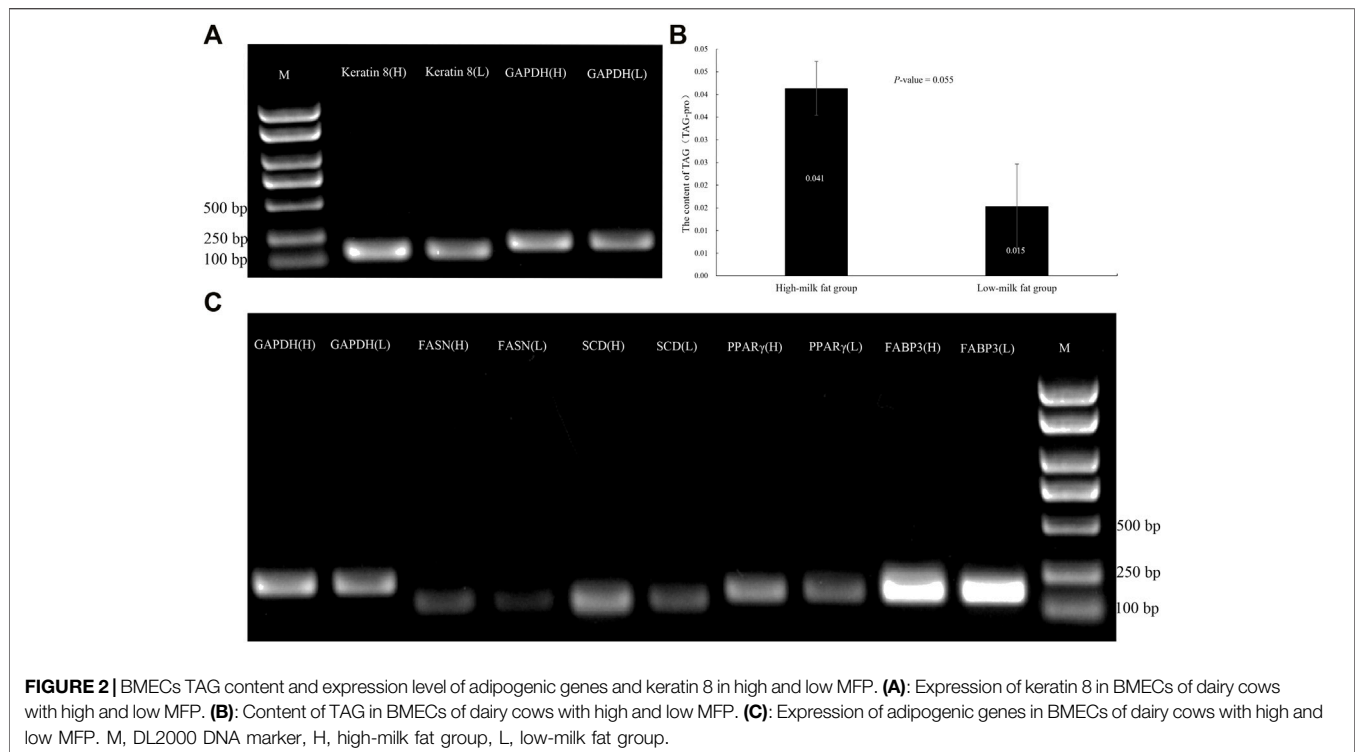 A
M Keratin 8(H) Keratin 8(L) GAPDH(H) GAPDH(L)
500 bp
250 bp
100 bp
B
The content of TAG（TAG-pro）
0.05
0.05
0.04
0.04
0.03
0.03
0.02
0.02
0.01
0.01
0.00
P-value = 0.055
0.041
0.015
High-milk fat group Low-milk fat group
C
GAPDH(H) GAPDH(L) FASN(H) FASN(L) SCD(H) SCD(L) PPARγ(H) PPARγ(L) FABP3(H) FABP3(L) M
500 bp
250 bp
100 bp
FIGURE 2 | BMECs TAG content and expression level of adipogenic genes and keratin 8 in high and low MFP. (A): Expression of keratin 8 in BMECs of dairy cows
with high and low MFP. (B): Content of TAG in BMECs of dairy cows with high and low MFP. (C): Expression of adipogenic genes in BMECs of dairy cows with high and
low MFP. M, DL2000 DNA marker, H, high-milk fat group, L, low-milk fat group.